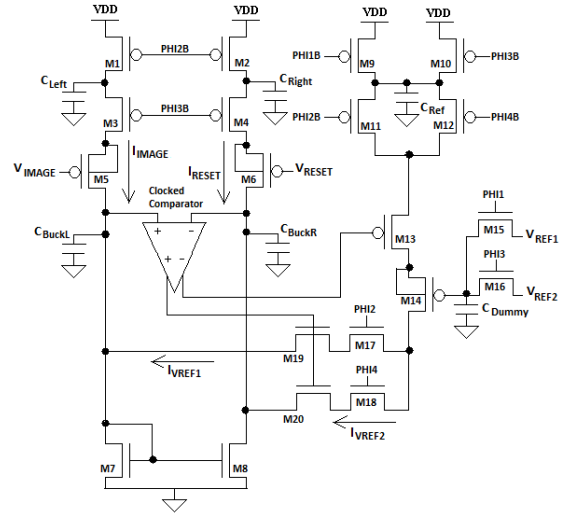 VDD VDD VDD VDD
M1 PHI2B M2 PHI1B M9 M10 PHI3B
CLeft CRight CRef
M3 PHI3B M4 PHI2B M11 M12 PHI4B
IIMAGE IRESET
VIMAGE M5 M6 VRESET
Clocked
Comparator
PHI1
+ - M15 VREF1
CBuckL CBuckR M13
PHI3
+ - M14 M16 VREF2
CDummy
PHI2
M19 M17
IVREF1 PHI4
M20 M18
IVREF2
M7 M8